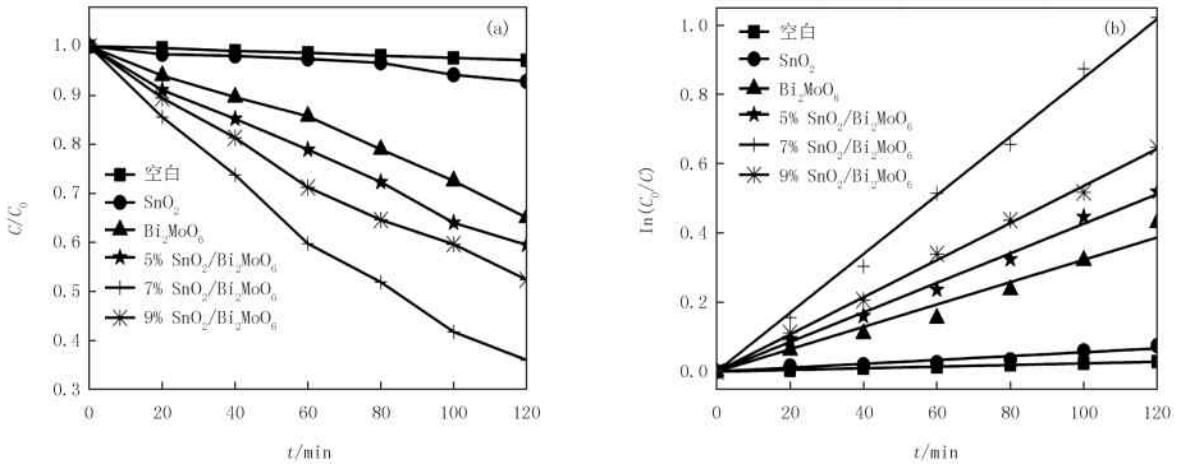 (a)
1.0
0.9
0.8
0.7
0.6
0.5
0.4
0.3
C/C₀
空白
SnO₂
Bi₂MoO₆
5% SnO₂/Bi₂MoO₆
7% SnO₂/Bi₂MoO₆
9% SnO₂/Bi₂MoO₆
0 20 40 60 80 100 120
t/min
(b)
1.0
0.8
0.6
0.4
0.2
0.0
In(C₀/C)
空白
SnO₂
Bi₂MoO₆
5% SnO₂/Bi₂MoO₆
7% SnO₂/Bi₂MoO₆
9% SnO₂/Bi₂MoO₆
0 20 40 60 80 100 120
t/min